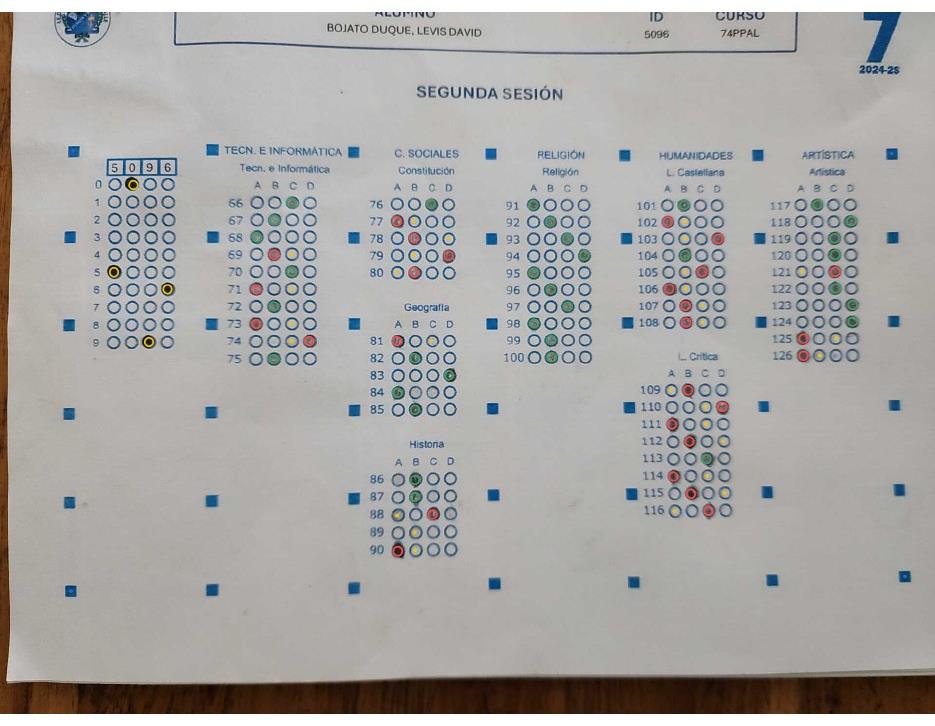 ALUMNO ID CURSO
BOJATO DUQUE, LEVIS DAVID 5096 74PPAL
7
2024-25
SEGUNDA SESIÓN
TECN. E INFORMÁTICA C. SOCIALES RELIGIÓN HUMANIDADES ARTÍSTICA
5 0 9 6 Tecn. e Informática Constitución Religión L. Castellana Artística
A B C D A B C D A B C D A B C D A B C D
0 66 76 91 101 117
1 67 77 92 102 118
2 68 78 93 103 119
3 69 79 94 104 120
4 70 80 95 105 121
5 71 96 106 122
6 72 Geografía 97 107 123
7 73 A B C D 98 108 124
8 74 81 99 125
9 75 82 100 L. Crítica 126
83 A B C D
84 109
85 110
Historia 111
A B C D 112
86 113
87 114
88 115
89 116
90